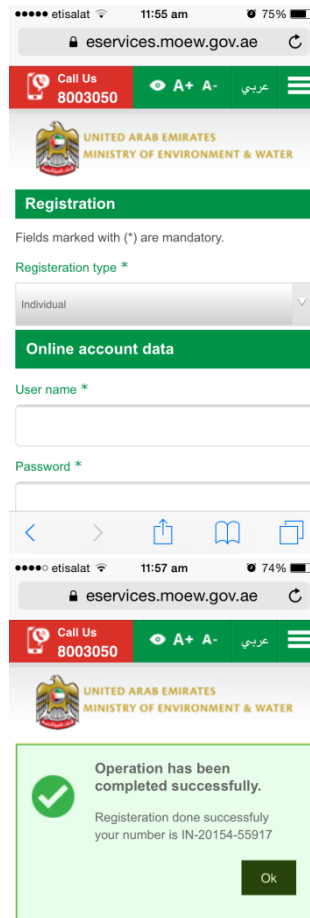 etisalat 11:55 am 75%
eservices.moew.gov.ae
Call Us
8003050
A+ A- عربي
UNITED ARAB EMIRATES
MINISTRY OF ENVIRONMENT & WATER
Registration
Fields marked with (*) are mandatory.
Registeration type *
Individual
Online account data
User name *
Password *
etisalat 11:57 am 74%
eservices.moew.gov.ae
Call Us
8003050
A+ A- عربي
UNITED ARAB EMIRATES
MINISTRY OF ENVIRONMENT & WATER
Operation has been
completed successfully.
Registeration done successfuly
your number is IN-20154-55917
Ok